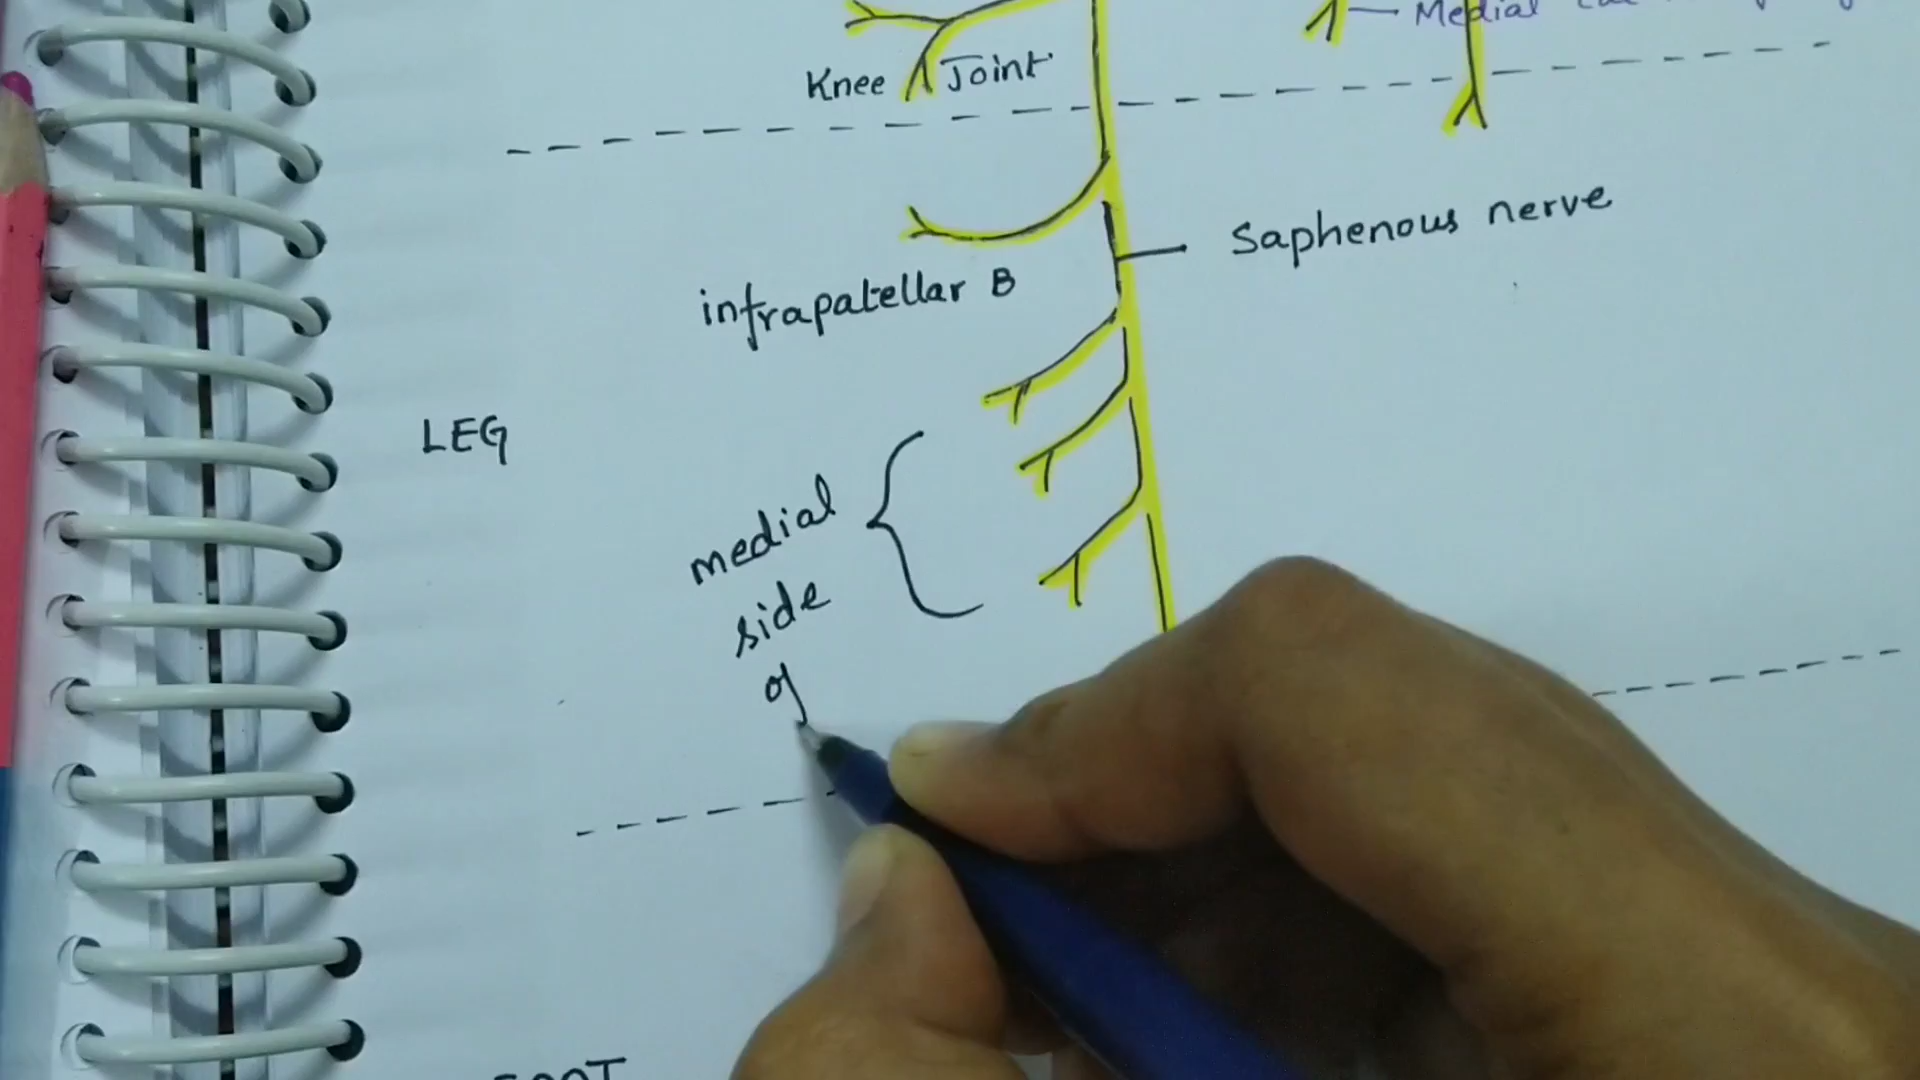 Medial
Knee Joint
Saphenous nerve
infrapatellar B
LEG
medial
side
of